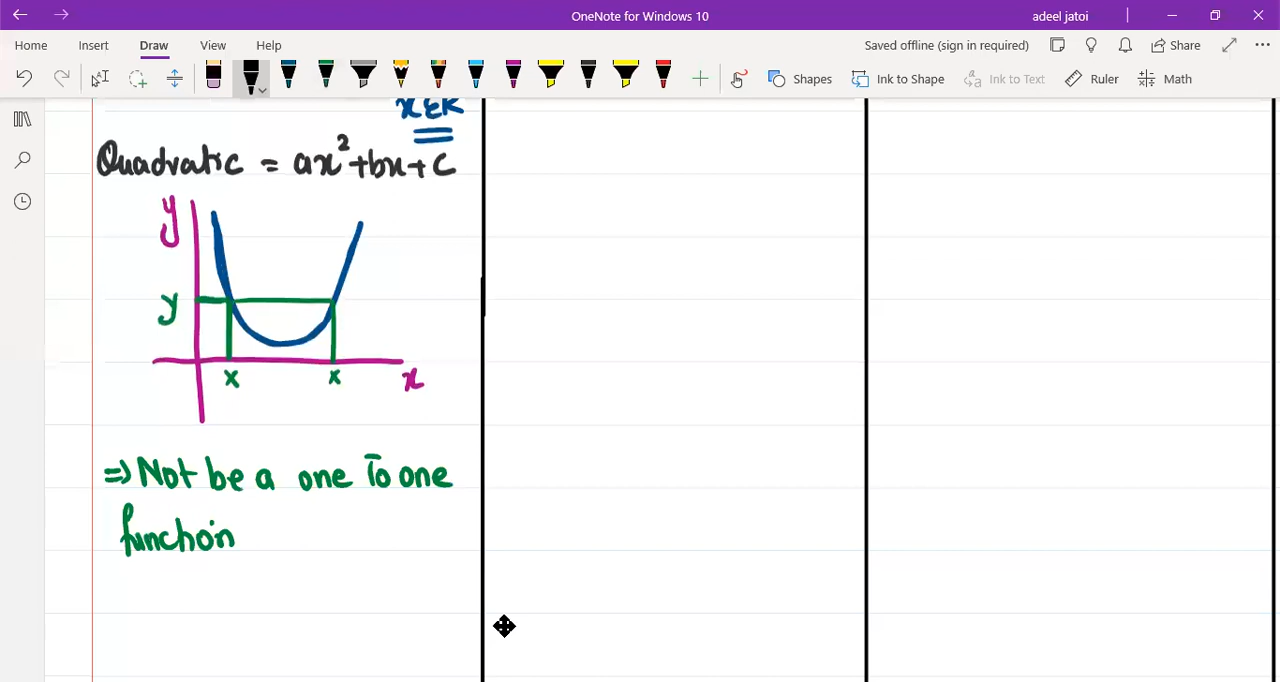 OneNote for Windows 10
adeel jatoi
Home Insert Draw View Help
Saved offline (sign in required)
Share
Shapes
Ink to Shape
Ink to Text
Ruler
Math
x ∈ R
Quadratic = ax²+bx+c
y
y
x x
x
⇒ Not be a one to one
function